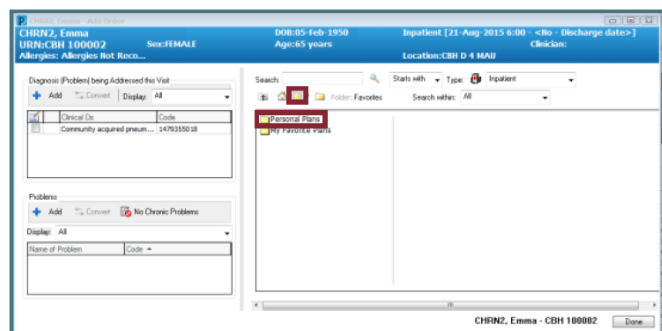 CHRN2, Emma - Add Order
CHRN2, Emma DOB:05-Feb-1950 Inpatient [21-Aug-2015 6:00 - <No - Discharge date>]
URN:CBH 100002 Sex:FEMALE Age:65 years Clinician:
Allergies: Allergies Not Reco... Location:CBH D 4 MAU
Diagnosis (Problem) being Addressed this Visit
Add Convert Display: All
Clinical Dx Code
Community acquired pneum... 1479355018
Problems
Add Convert No Chronic Problems
Display: All
Name of Problem Code
Search: Starts with Type: Inpatient
Folder: Favorites Search within: All
Personal Plans
My Favorite Plans
CHRN2, Emma - CBH 100002 Done